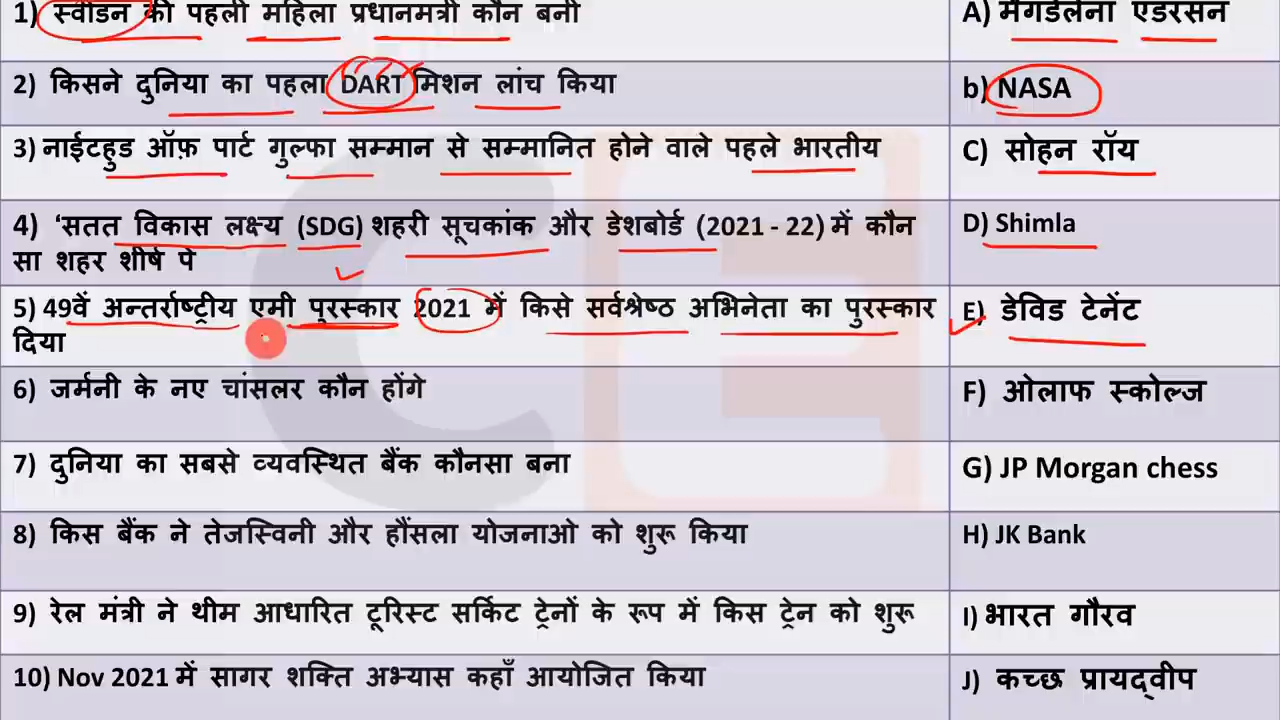 1) स्वीडन की पहली महिला प्रधानमत्री कौन बनी
A) मैगडेलेना एंडरसन
2) किसने दुनिया का पहला DART मिशन लांच किया
b) NASA
3) नाईटहुड ऑफ़ पार्ट गुल्फा सम्मान से सम्मानित होने वाले पहले भारतीय
C) सोहन रॉय
4) ‘सतत विकास लक्ष्य (SDG) शहरी सूचकांक और डेशबोर्ड (2021 - 22) में कौन
सा शहर शीर्ष पे
D) Shimla
5) 49वें अन्तर्राष्ट्रीय एमी पुरस्कार 2021 में किसे सर्वश्रेष्ठ अभिनेता का पुरस्कार
दिया
E) डेविड टेनेंट
6) जर्मनी के नए चांसलर कौन होंगे
F) ओलाफ स्कोल्ज
7) दुनिया का सबसे व्यवस्थित बैंक कौनसा बना
G) JP Morgan chess
8) किस बैंक ने तेजस्विनी और हौंसला योजनाओ को शुरू किया
H) JK Bank
9) रेल मंत्री ने थीम आधारित टूरिस्ट सर्किट ट्रेनों के रूप में किस ट्रेन को शुरू
I) भारत गौरव
10) Nov 2021 में सागर शक्ति अभ्यास कहाँ आयोजित किया
J) कच्छ प्रायद्वीप